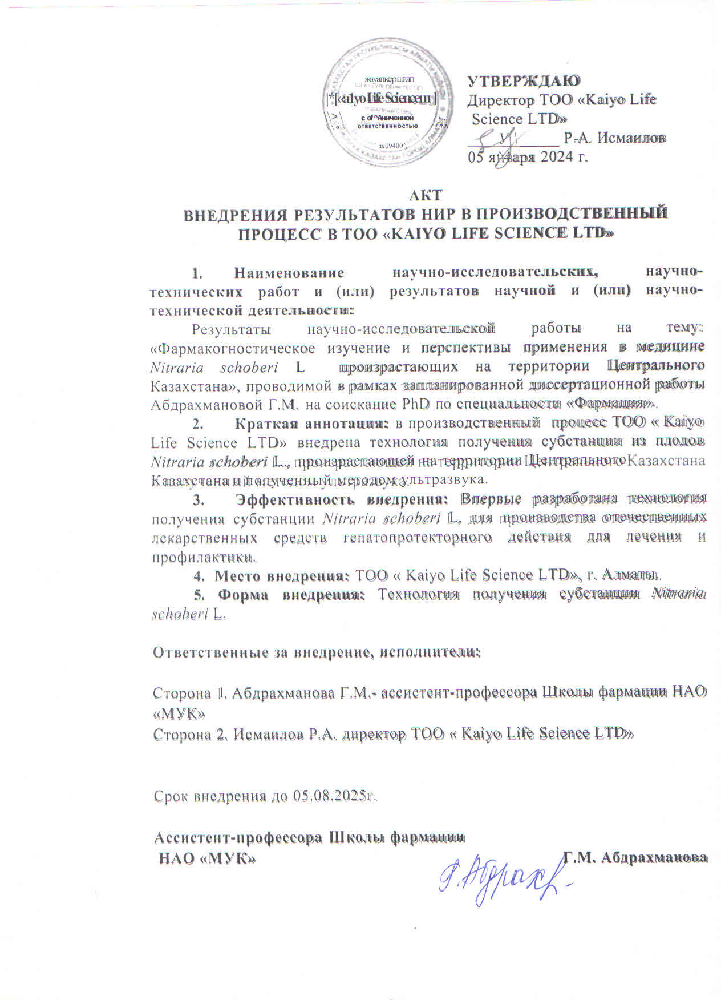 жауапкерш
Life Science
ответственностью
09400
УТВЕРЖДАЮ
Директор ТОО «Kaiyo Life
Science LTD»
Р.А. Исмаилов
05 января 2024 г.
АКТ
ВНЕДРЕНИЯ РЕЗУЛЬТАТОВ НИР В ПРОИЗВОДСТВЕННЫЙ
ПРОЦЕСС В ТОО «KAIYO LIFE SCIENCE LTD»
1. Наименование научно-исследовательских, научно-
технических работ и (или) результатов научной и (или) научно-
технической деятельности:
Результаты научно-исследовательской работы на тему:
«Фармакогностическое изучение и перспективы применения в медицине
Nitraria schoberi L произрастающих на территории Центрального
Казахстана», проводимой в рамках запланированной диссертационной работы
Абдрахмановой Г.М. на соискание PhD по специальности «Фармация».
2. Краткая аннотация: в производственный процесс ТОО « Kaiyo
Life Science LTD» внедрена технология получения субстанции из плодов
Nitraria schoberi L., произрастающей на территории Центрального Казахстана
Казахстана и полученный методом ультразвука.
3. Эффективность внедрения: Впервые разработана технология
получения субстанции Nitraria schoberi L, для производства отечественных
лекарственных средств гепатопротекторного действия для лечения и
профилактики.
4. Место внедрения: ТОО « Kaiyo Life Science LTD», г. Алматы.
5. Форма внедрения: Технология получения субстанции Nitraria
schoberi L.
Ответственные за внедрение, исполнители:
Сторона 1. Абдрахманова Г.М.- ассистент-профессора Школы фармации НАО
«МУК»
Сторона 2. Исмаилов Р.А. директор ТОО « Kaiyo Life Science LTD»
Срок внедрения до 05.08.2025г.
Ассистент-профессора Школы фармации
НАО «МУК» Г.М. Абдрахманова
Г. Абдрах